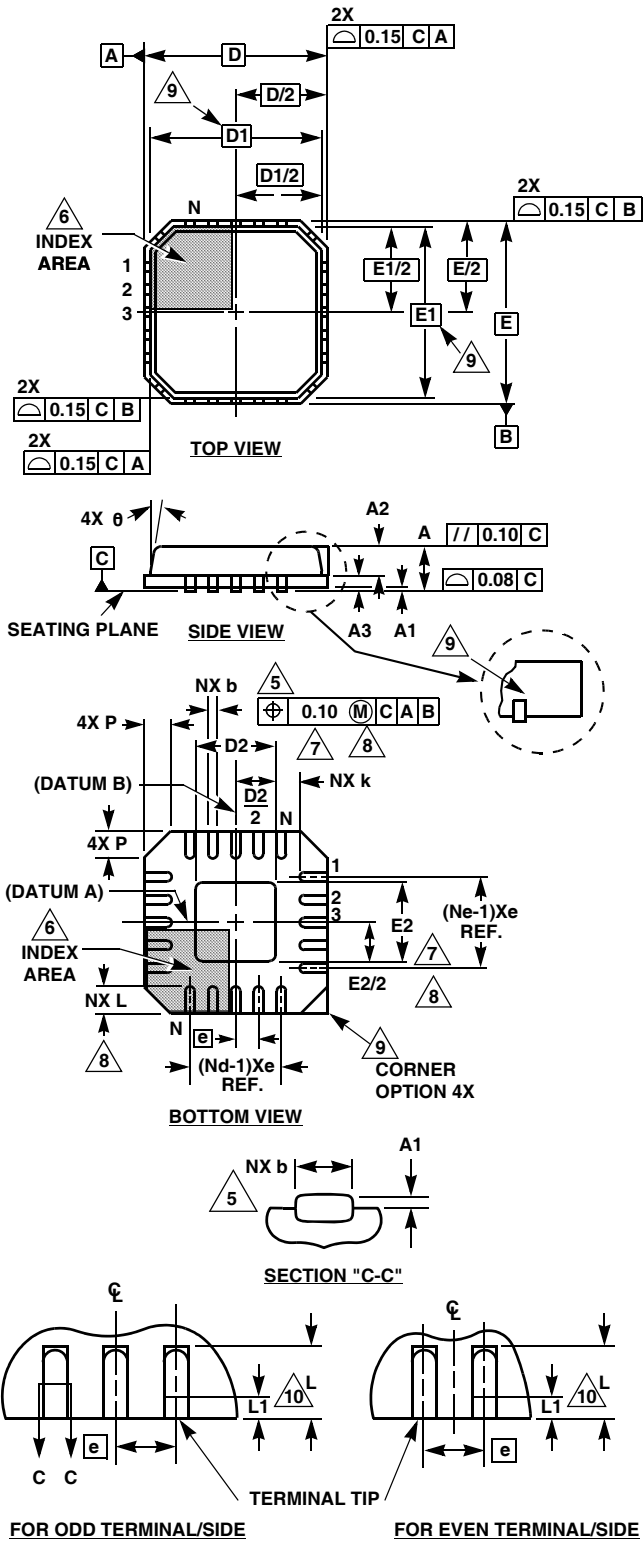 2X
0.15 C A
A
D
D/2
9
D1
D1/2
2X
0.15 C B
6
INDEX
AREA
N
1
2
3
E1/2
E/2
E1
E
9
2X
0.15 C B
B
2X
0.15 C A
TOP VIEW
4X θ
A2
A
// 0.10 C
C
0.08 C
SEATING PLANE
SIDE VIEW
A3
A1
9
NX b
5
0.10 M C A B
4X P
D2
7
8
(DATUM B)
D2
2
NX k
N
4X P
1
(DATUM A)
2
3
(Ne-1)Xe
REF.
6
INDEX
AREA
E2
7
E2/2
8
NX L
N
e
8
(Nd-1)Xe
REF.
9
CORNER
OPTION 4X
BOTTOM VIEW
A1
NX b
5
SECTION "C-C"
CL
L
10
L1
e
C C
CL
L
10
L1
e
TERMINAL TIP
FOR ODD TERMINAL/SIDE
FOR EVEN TERMINAL/SIDE